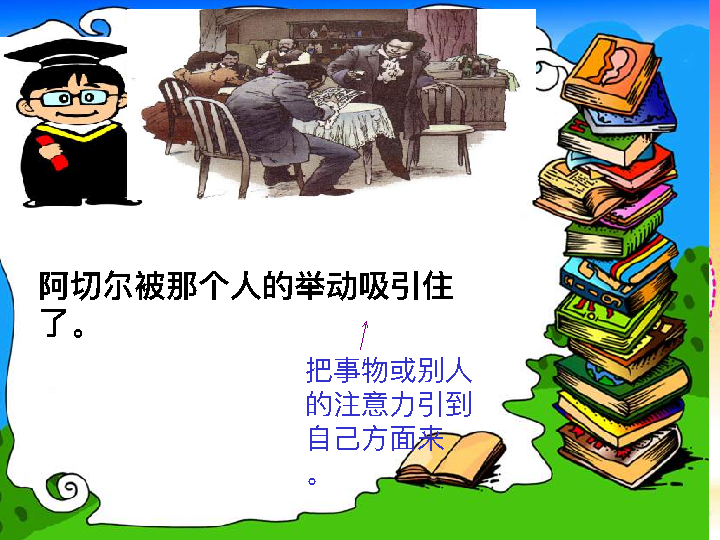 阿切尔被那个人的举动吸引住
了。
把事物或别人
的注意力引到
自己方面来
。